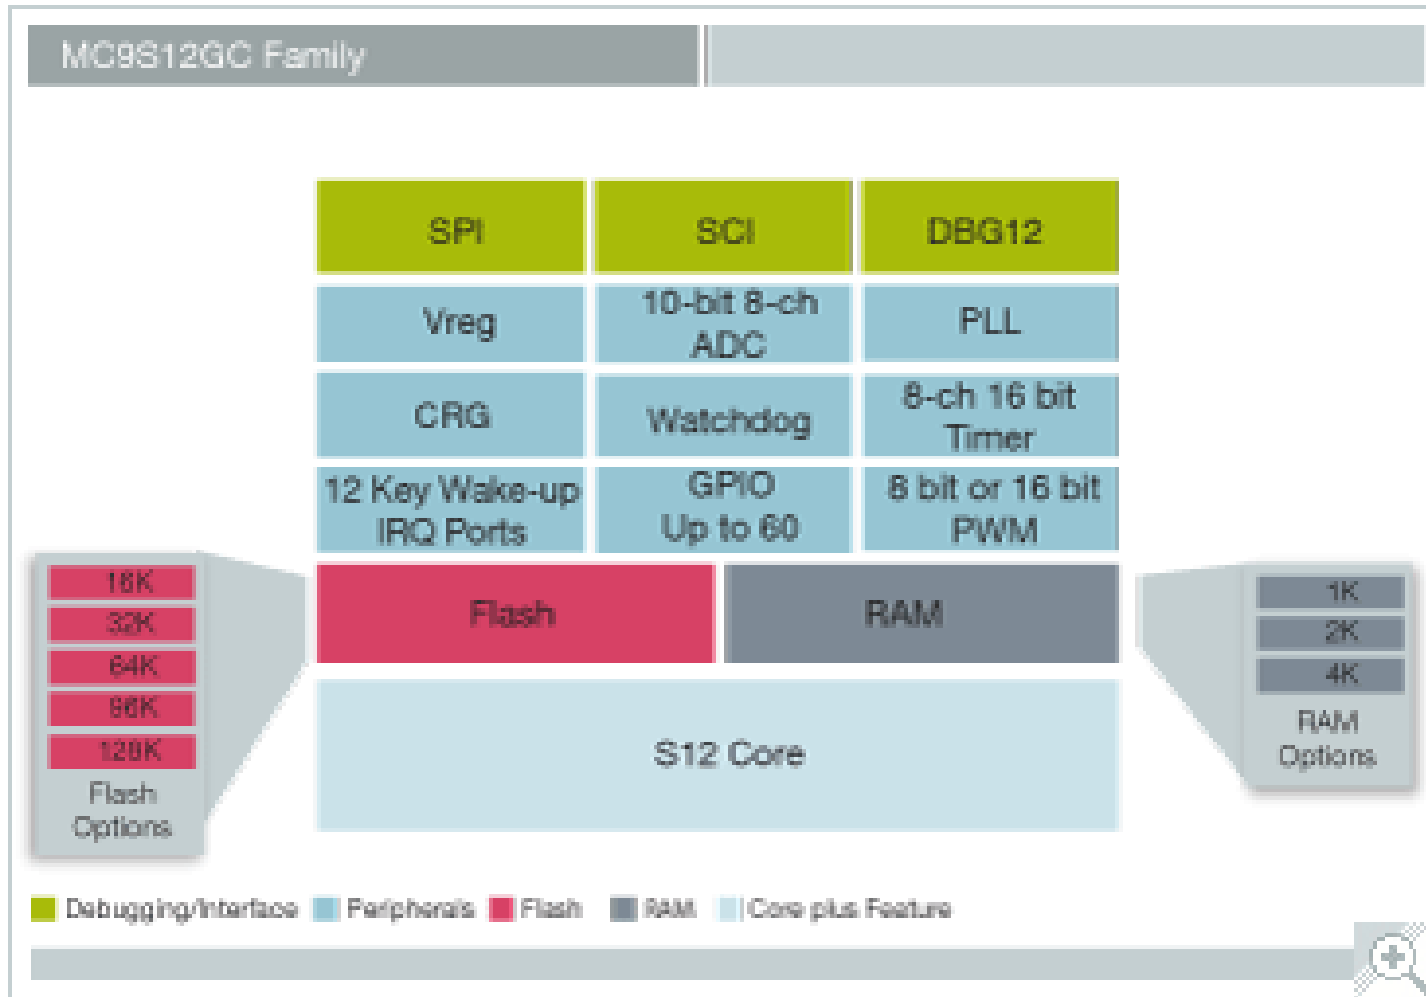 MC9S12GC Family
SPI
SCI
DBG12
Vreg
10-bit 8-ch
ADC
PLL
CRG
Watchdog
8-ch 16 bit
Timer
12 Key Wake-up
IRQ Ports
GPIO
Up to 60
8 bit or 16 bit
PWM
Flash
RAM
16K
32K
64K
96K
128K
Flash
Options
1K
2K
4K
RAM
Options
S12 Core
Debugging/Interface
Peripherals
Flash
RAM
Core plus Feature